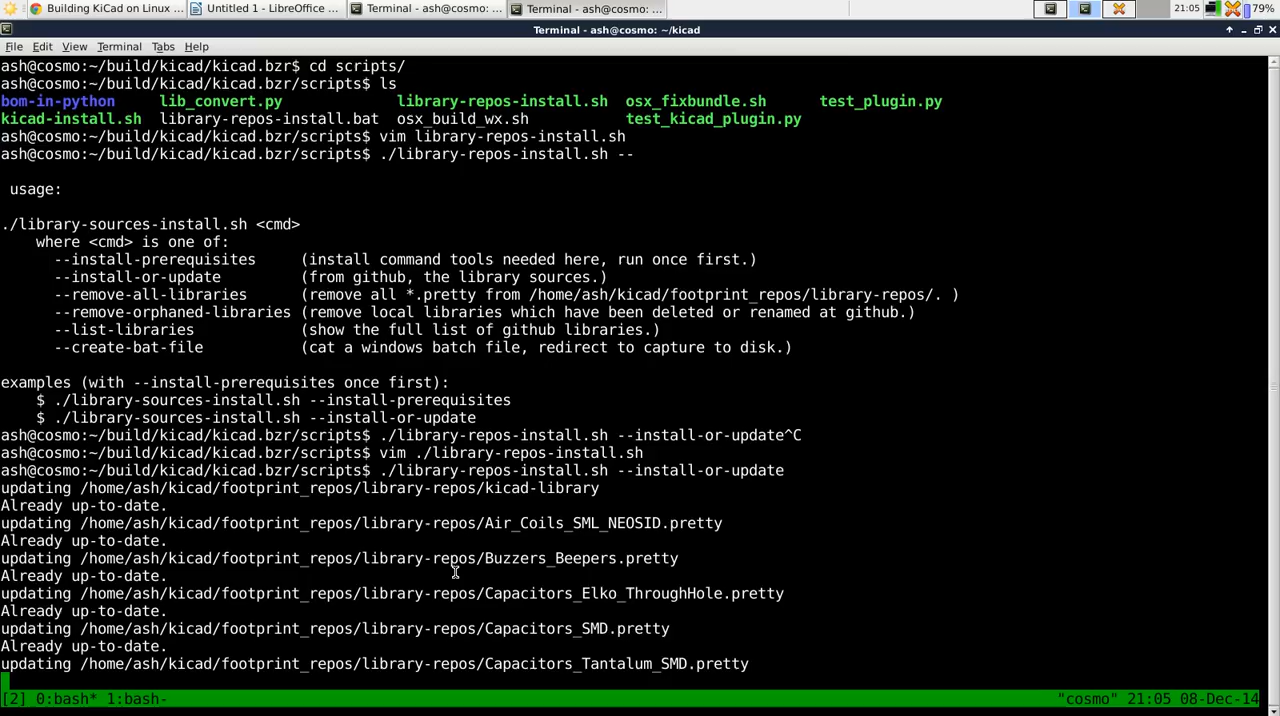 Building KiCad on Linux ...
Untitled 1 - LibreOffice ...
Terminal - ash@cosmo: ...
Terminal - ash@cosmo: ...
21:05
79%
Terminal - ash@cosmo: ~/kicad
File Edit View Terminal Tabs Help
ash@cosmo:~/build/kicad/kicad.bzr$ cd scripts/
ash@cosmo:~/build/kicad/kicad.bzr/scripts$ ls
bom-in-python lib_convert.py library-repos-install.sh osx_fixbundle.sh test_plugin.py
kicad-install.sh library-repos-install.bat osx_build_wx.sh test_kicad_plugin.py
ash@cosmo:~/build/kicad/kicad.bzr/scripts$ vim library-repos-install.sh
ash@cosmo:~/build/kicad/kicad.bzr/scripts$ ./library-repos-install.sh --
usage:
./library-sources-install.sh <cmd>
where <cmd> is one of:
--install-prerequisites (install command tools needed here, run once first.)
--install-or-update (from github, the library sources.)
--remove-all-libraries (remove all *.pretty from /home/ash/kicad/footprint_repos/library-repos/. )
--remove-orphaned-libraries (remove local libraries which have been deleted or renamed at github.)
--list-libraries (show the full list of github libraries.)
--create-bat-file (cat a windows batch file, redirect to capture to disk.)
examples (with --install-prerequisites once first):
$ ./library-sources-install.sh --install-prerequisites
$ ./library-sources-install.sh --install-or-update
ash@cosmo:~/build/kicad/kicad.bzr/scripts$ ./library-repos-install.sh --install-or-update^C
ash@cosmo:~/build/kicad/kicad.bzr/scripts$ vim ./library-repos-install.sh
ash@cosmo:~/build/kicad/kicad.bzr/scripts$ ./library-repos-install.sh --install-or-update
updating /home/ash/kicad/footprint_repos/library-repos/kicad-library
Already up-to-date.
updating /home/ash/kicad/footprint_repos/library-repos/Air_Coils_SML_NEOSID.pretty
Already up-to-date.
updating /home/ash/kicad/footprint_repos/library-repos/Buzzers_Beepers.pretty
Already up-to-date.
updating /home/ash/kicad/footprint_repos/library-repos/Capacitors_Elko_ThroughHole.pretty
Already up-to-date.
updating /home/ash/kicad/footprint_repos/library-repos/Capacitors_SMD.pretty
Already up-to-date.
updating /home/ash/kicad/footprint_repos/library-repos/Capacitors_Tantalum_SMD.pretty
[2] 0:bash* 1:bash- "cosmo" 21:05 08-Dec-14